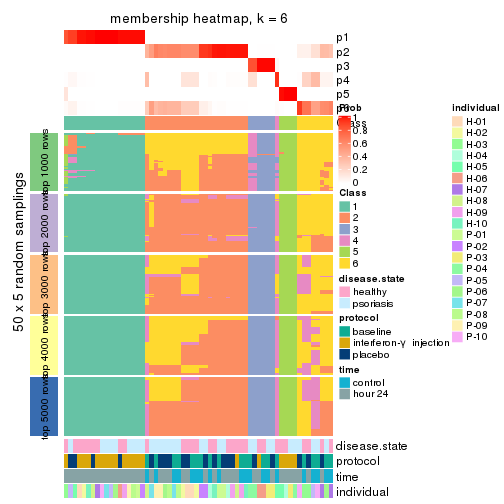 membership heatmap, k = 6
p1
p2
p3
p4
p5
50 x 5 random samplings
top 1000 rows
top 2000 rows
top 3000 rows
top 4000 rows
top 5000 rows
Prob
1
0.8
0.6
0.4
0.2
0
Class
Class
1
2
3
4
5
6
disease.state
healthy
psoriasis
protocol
baseline
interferon-γ injection
placebo
time
control
hour 24
individual
H-01
H-02
H-03
H-04
H-05
H-06
H-07
H-08
H-09
H-10
P-01
P-02
P-03
P-04
P-05
P-06
P-07
P-08
P-09
P-10
disease.state
protocol
time
individual